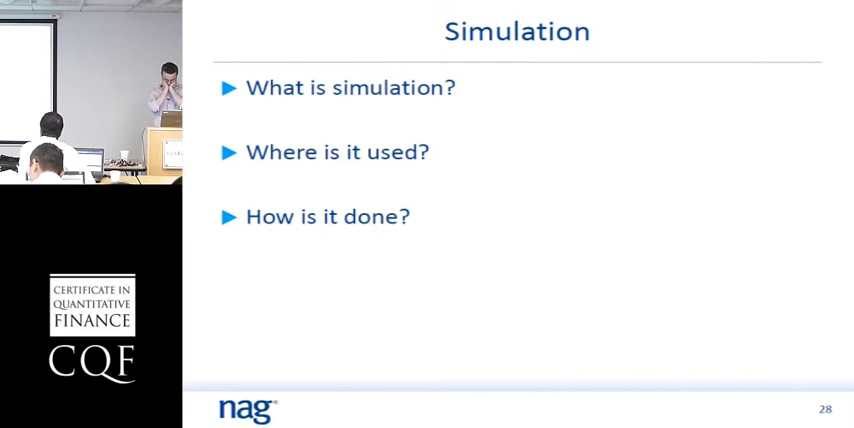 Simulation
What is simulation?
Where is it used?
How is it done?
CERTIFICATE IN
QUANTITATIVE
FINANCE
CQF
nag
28